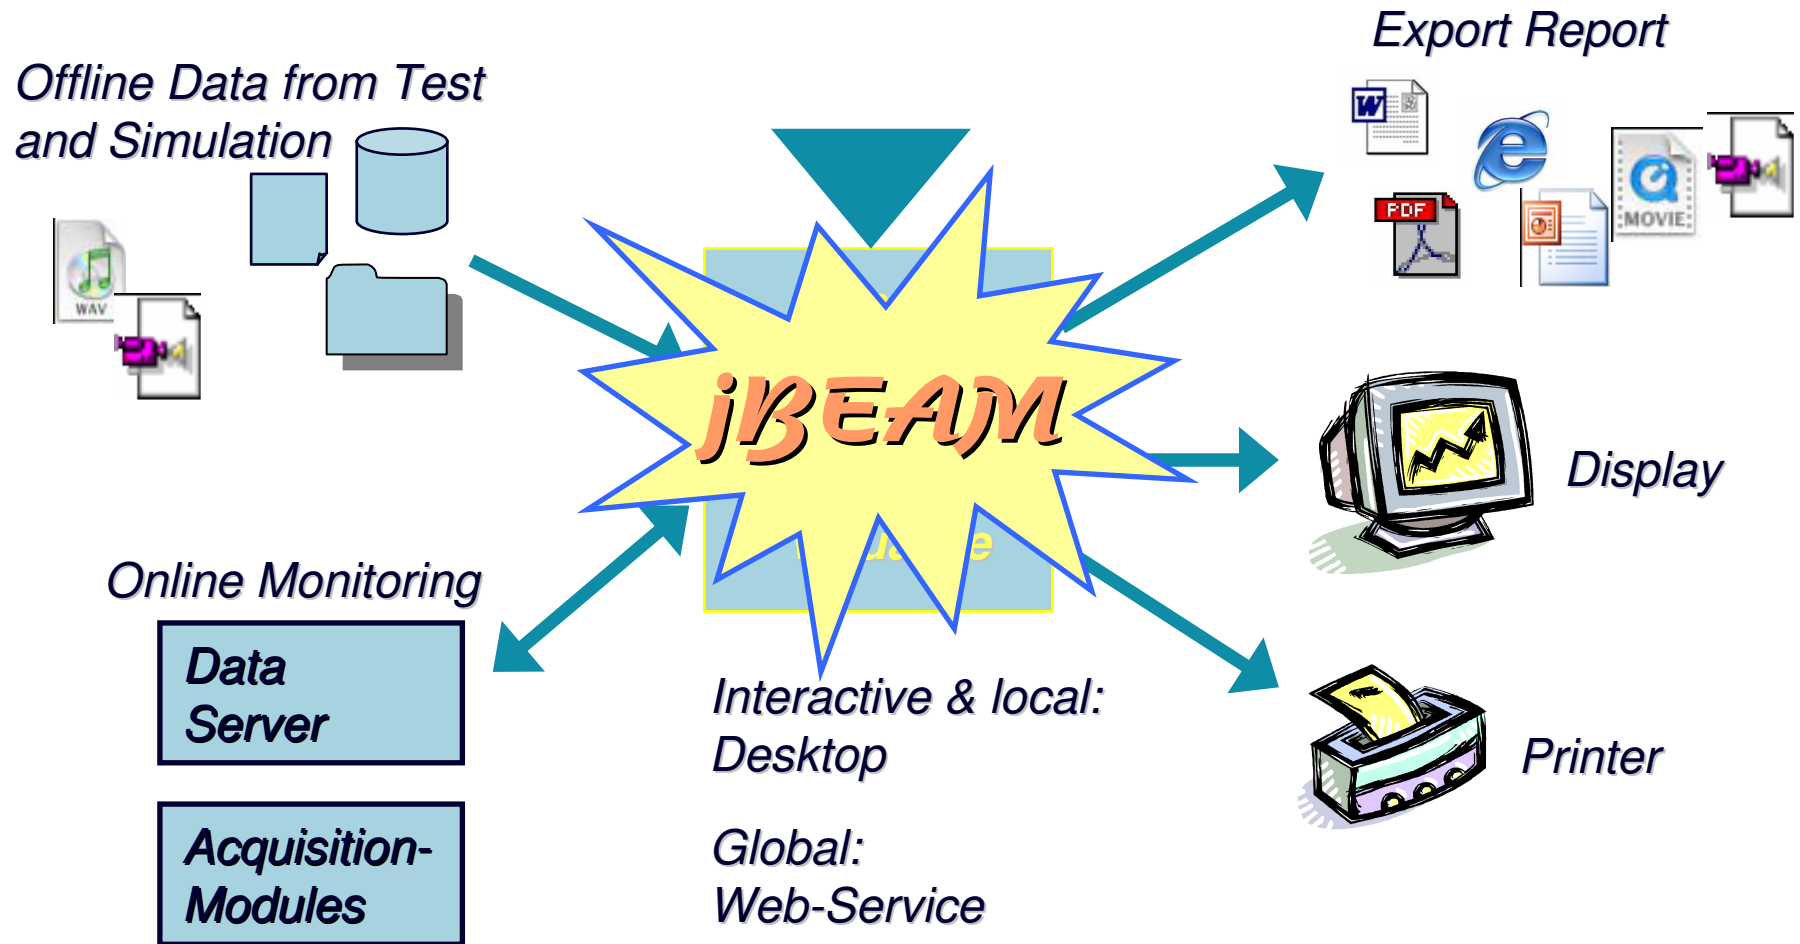 Export Report
Offline Data from Test
and Simulation
W
e
PDF
MOVIE
WAV
jBEAM
Display
Online Monitoring
Data
Server
Interactive & local:
Desktop
Printer
Acquisition-
Modules
Global:
Web-Service